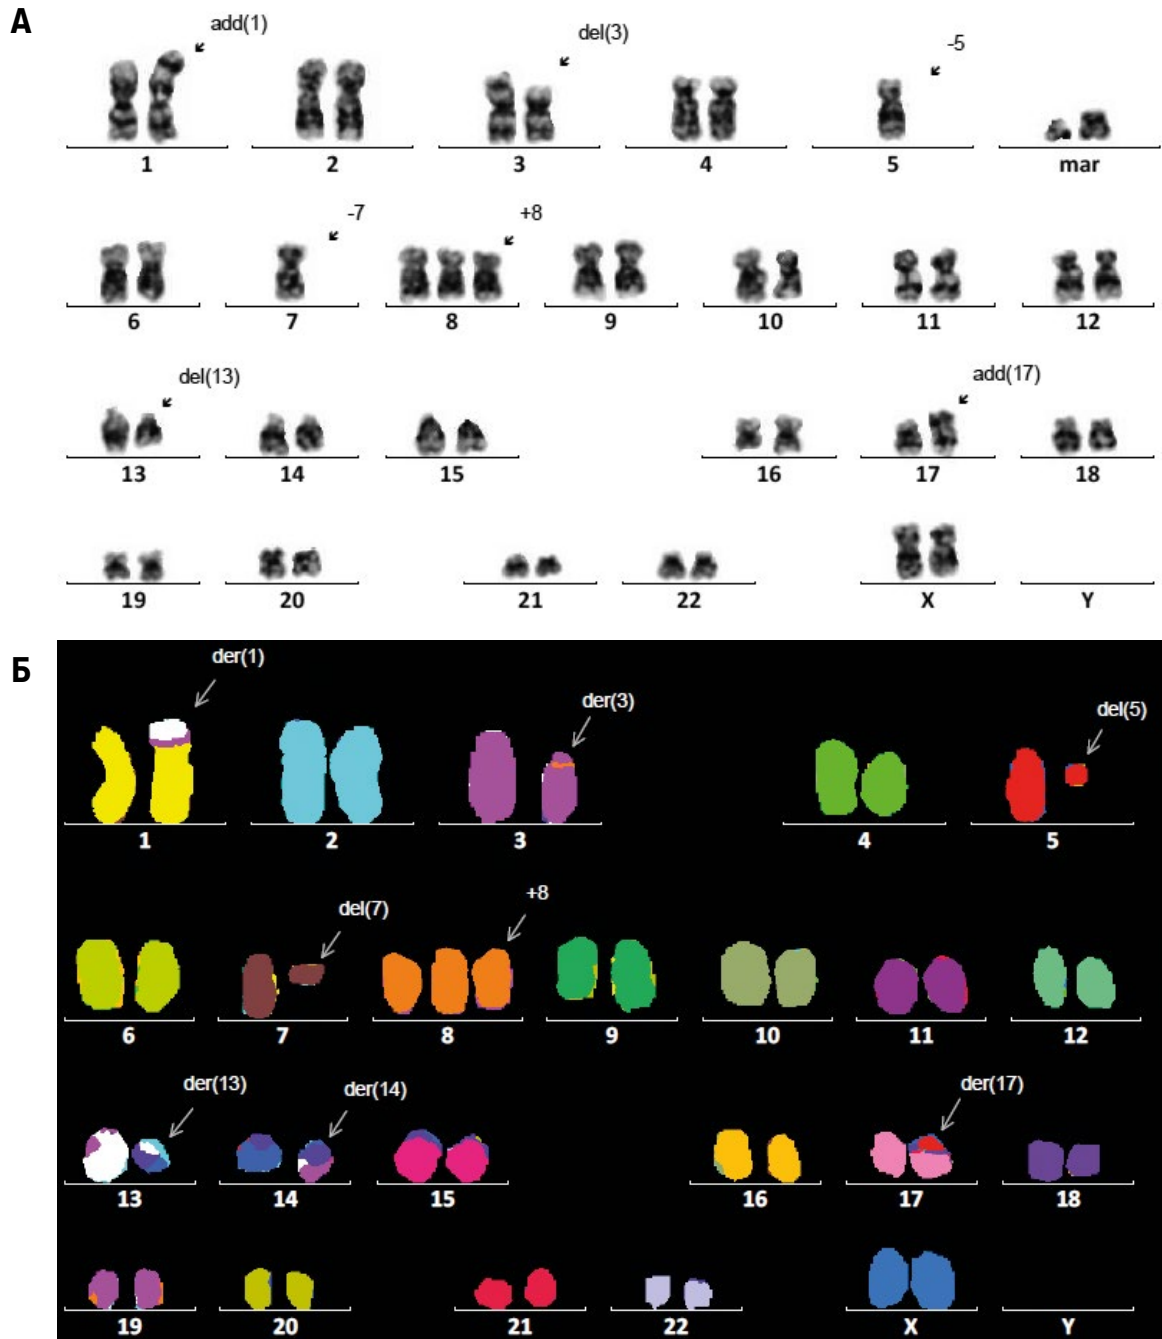 А
add(1)
del(3)
-5
1
2
3
4
5
mar
-7
+8
6
7
8
9
10
11
12
del(13)
add(17)
13
14
15
16
17
18
19
20
21
22
X
Y
Б
der(1)
der(3)
del(5)
1
2
3
4
5
del(7)
+8
6
7
8
9
10
11
12
der(13)
der(14)
der(17)
13
14
15
16
17
18
19
20
21
22
X
Y